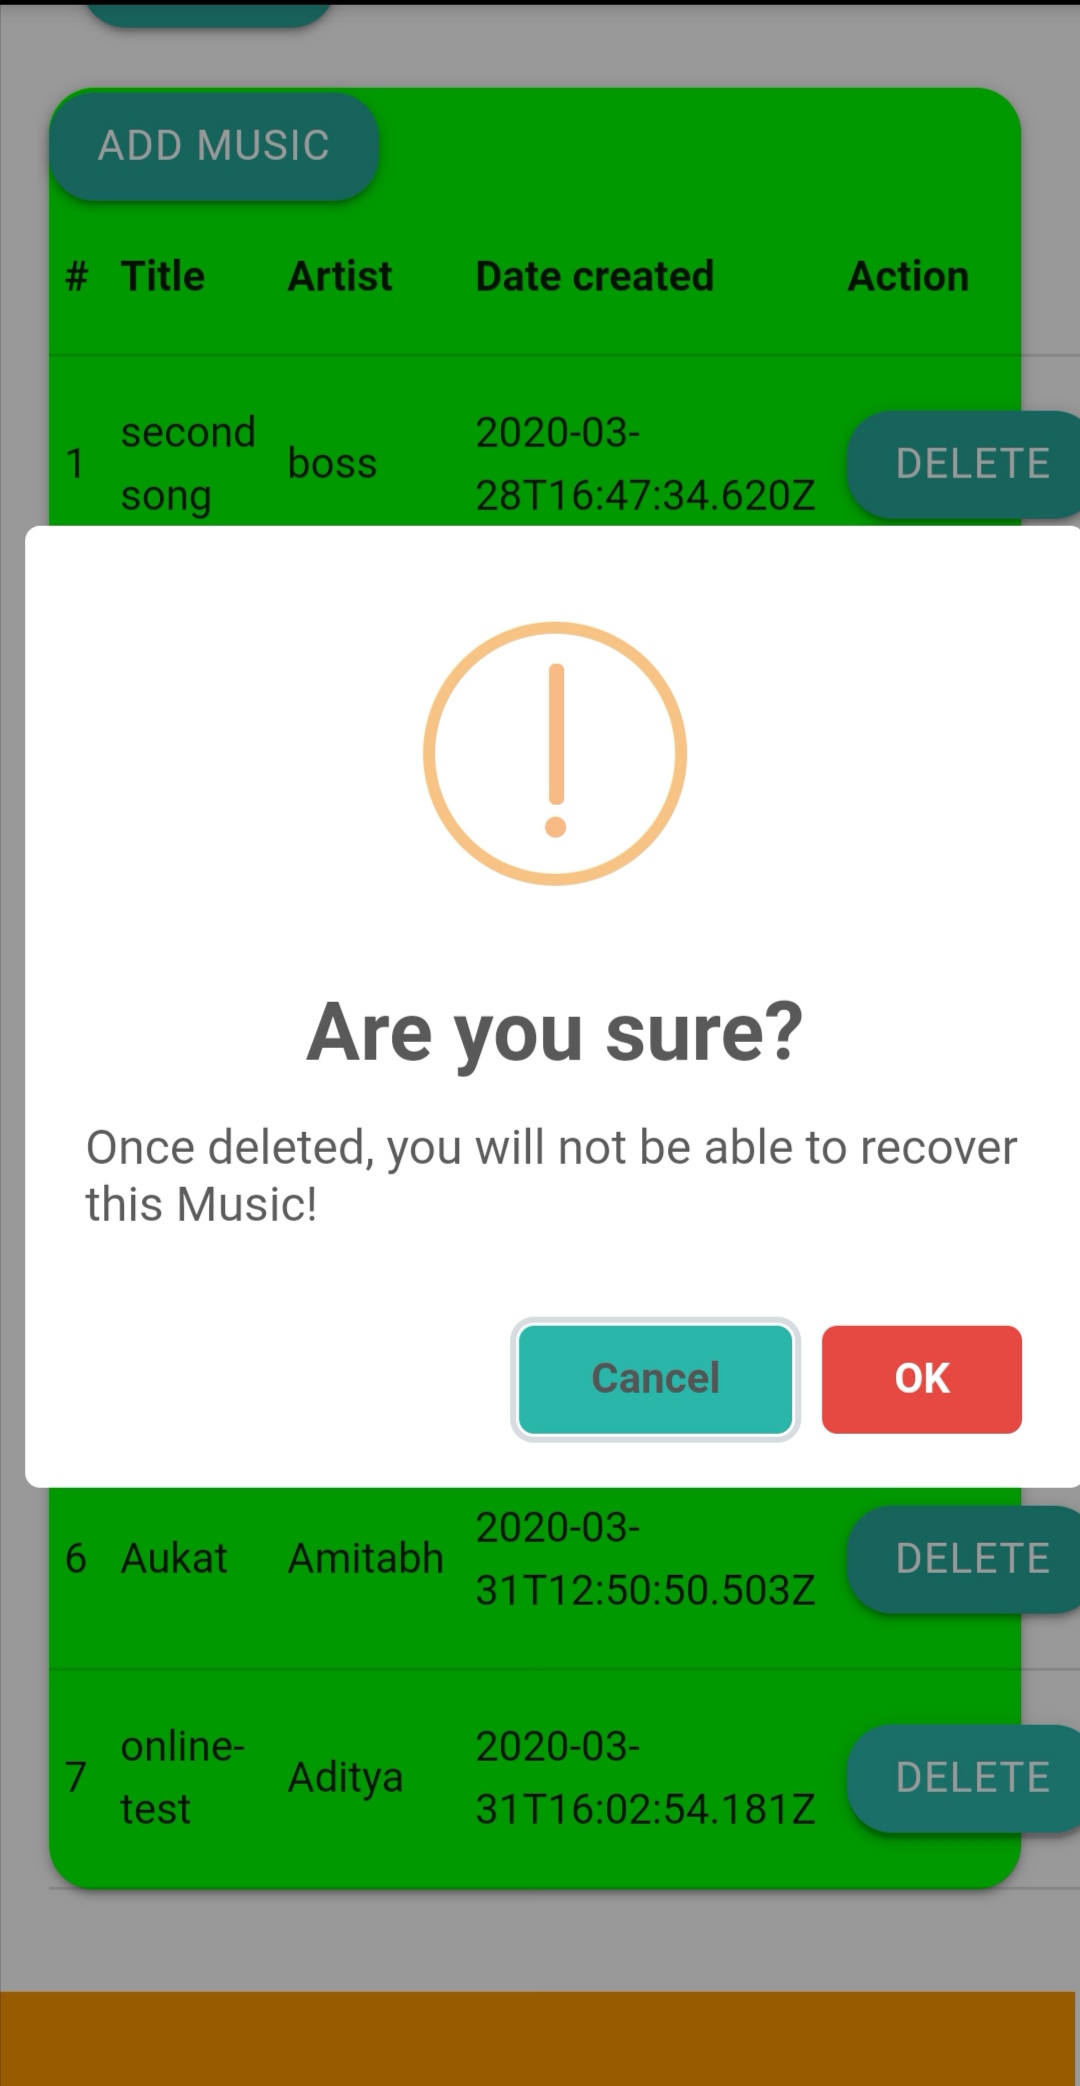 ADD MUSIC
# Title Artist Date created Action
second
song
1 boss 2020-03-
28T16:47:34.620Z DELETE
Are you sure?
Once deleted, you will not be able to recover
this Music!
Cancel OK
6 Aukat Amitabh 2020-03-
31T12:50:50.503Z DELETE
7 online-
test Aditya 2020-03-
31T16:02:54.181Z DELETE